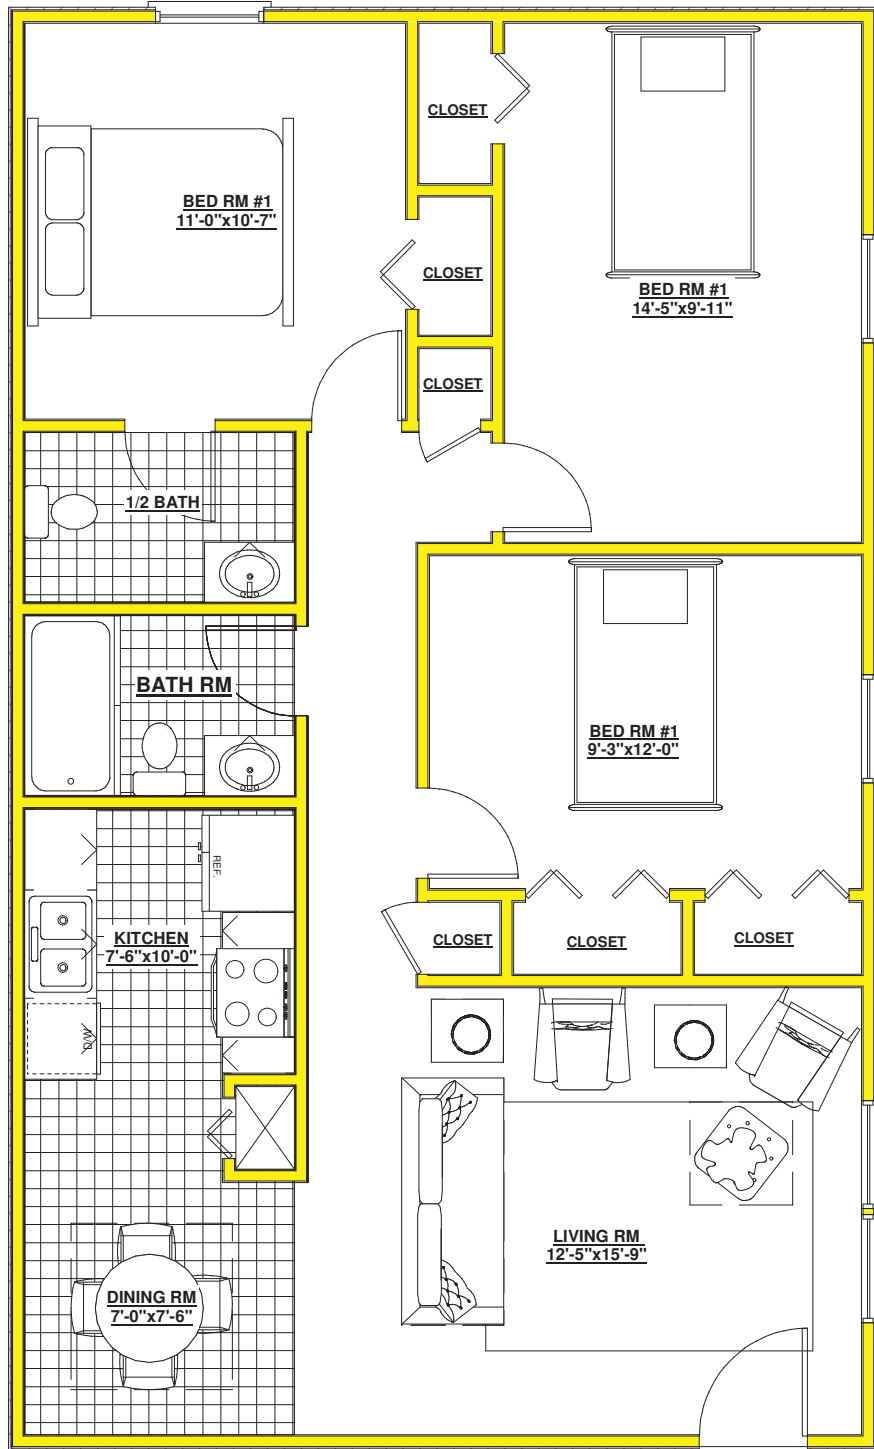 CLOSET
BED RM #1
11'-0"x10'-7"
CLOSET
BED RM #1
14'-5"x9'-11"
CLOSET
1/2 BATH
BATH RM
BED RM #1
9'-3"x12'-0"
REF.
KITCHEN
7'-6"x10'-0"
CLOSET
CLOSET
CLOSET
W/D
LIVING RM
12'-5"x15'-9"
DINING RM
7'-0"x7'-6"